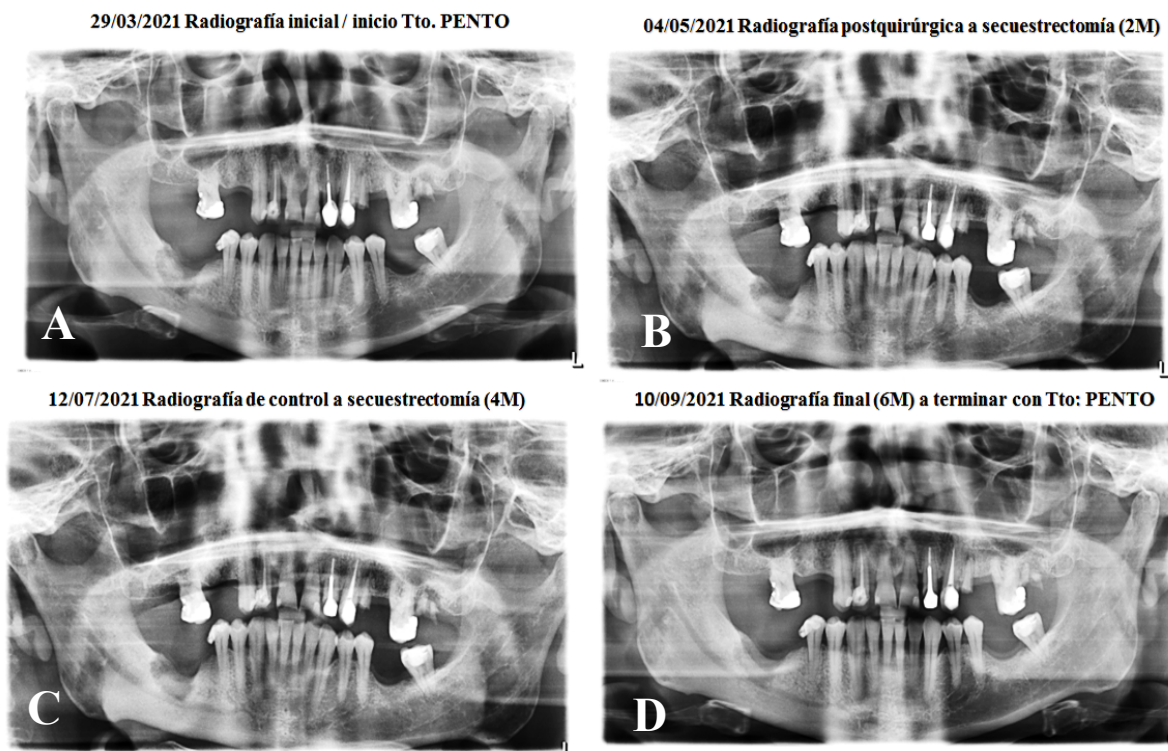 29/03/2021 Radiografía inicial / inicio Tto. PENTO
04/05/2021 Radiografía postquirúrgica a secuestrectomía (2M)
A
L
B
L
12/07/2021 Radiografía de control a secuestrectomía (4M)
10/09/2021 Radiografía final (6M) a terminar con Tto: PENTO
C
D